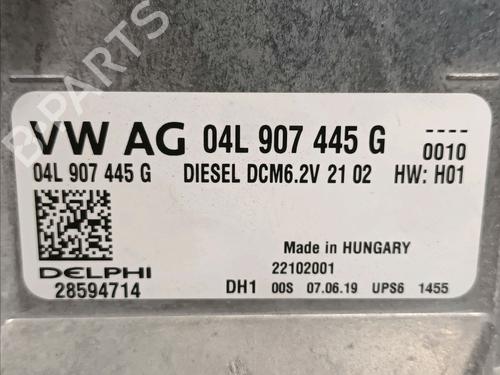 VW AG 04L 907 445 G ----
0010
04L 907 445 G DIESEL DCM6.2V 21 02 HW: H01
Made in HUNGARY
DELPHI 22102001
28594714 DH1 00S 07.06.19 UPS6 1455
B-PARTS